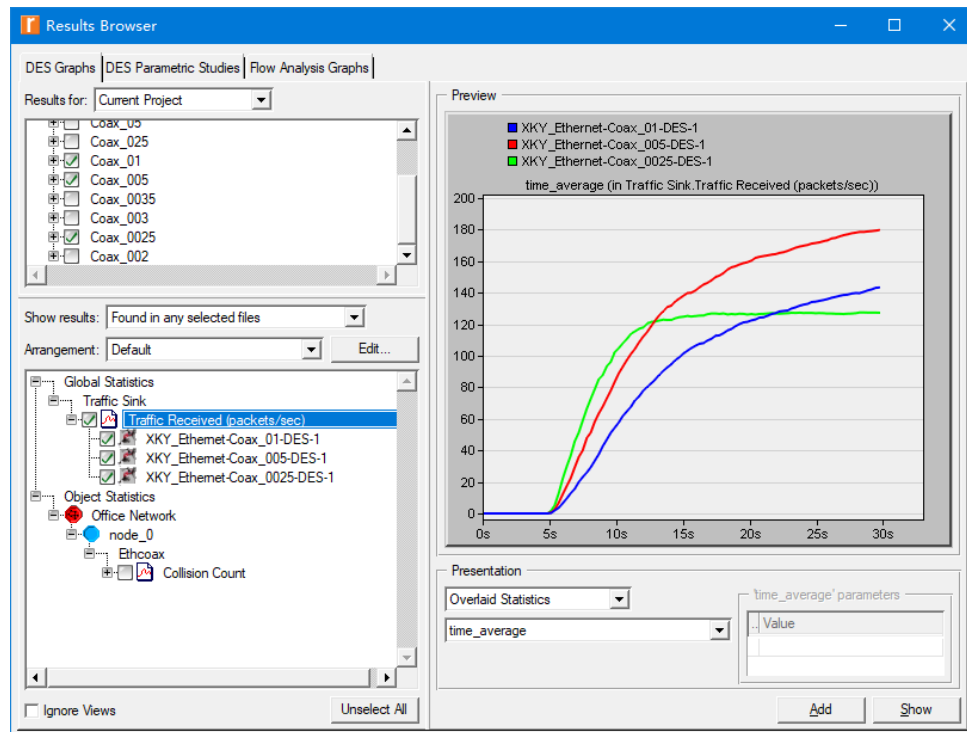 Results Browser
DES Graphs DES Parametric Studies Flow Analysis Graphs
Results for: Current Project
Coax_05
Coax_025
Coax_01
Coax_005
Coax_0035
Coax_003
Coax_0025
Coax_002
Show results: Found in any selected files
Arrangement: Default Edit...
Global Statistics
Traffic Sink
Traffic Received (packets/sec)
XKY_Ethernet-Coax_01-DES-1
XKY_Ethernet-Coax_005-DES-1
XKY_Ethernet-Coax_0025-DES-1
Object Statistics
Office Network
node_0
Ethcoax
Collision Count
Ignore Views Unselect All
Preview
XKY_Ethernet-Coax_01-DES-1
XKY_Ethernet-Coax_005-DES-1
XKY_Ethernet-Coax_0025-DES-1
time_average (in Traffic Sink.Traffic Received (packets/sec))
200
180
160
140
120
100
80
60
40
20
0
0s 5s 10s 15s 20s 25s 30s
Presentation
Overlaid Statistics
time_average
'time_average' parameters
.. Value
Add Show